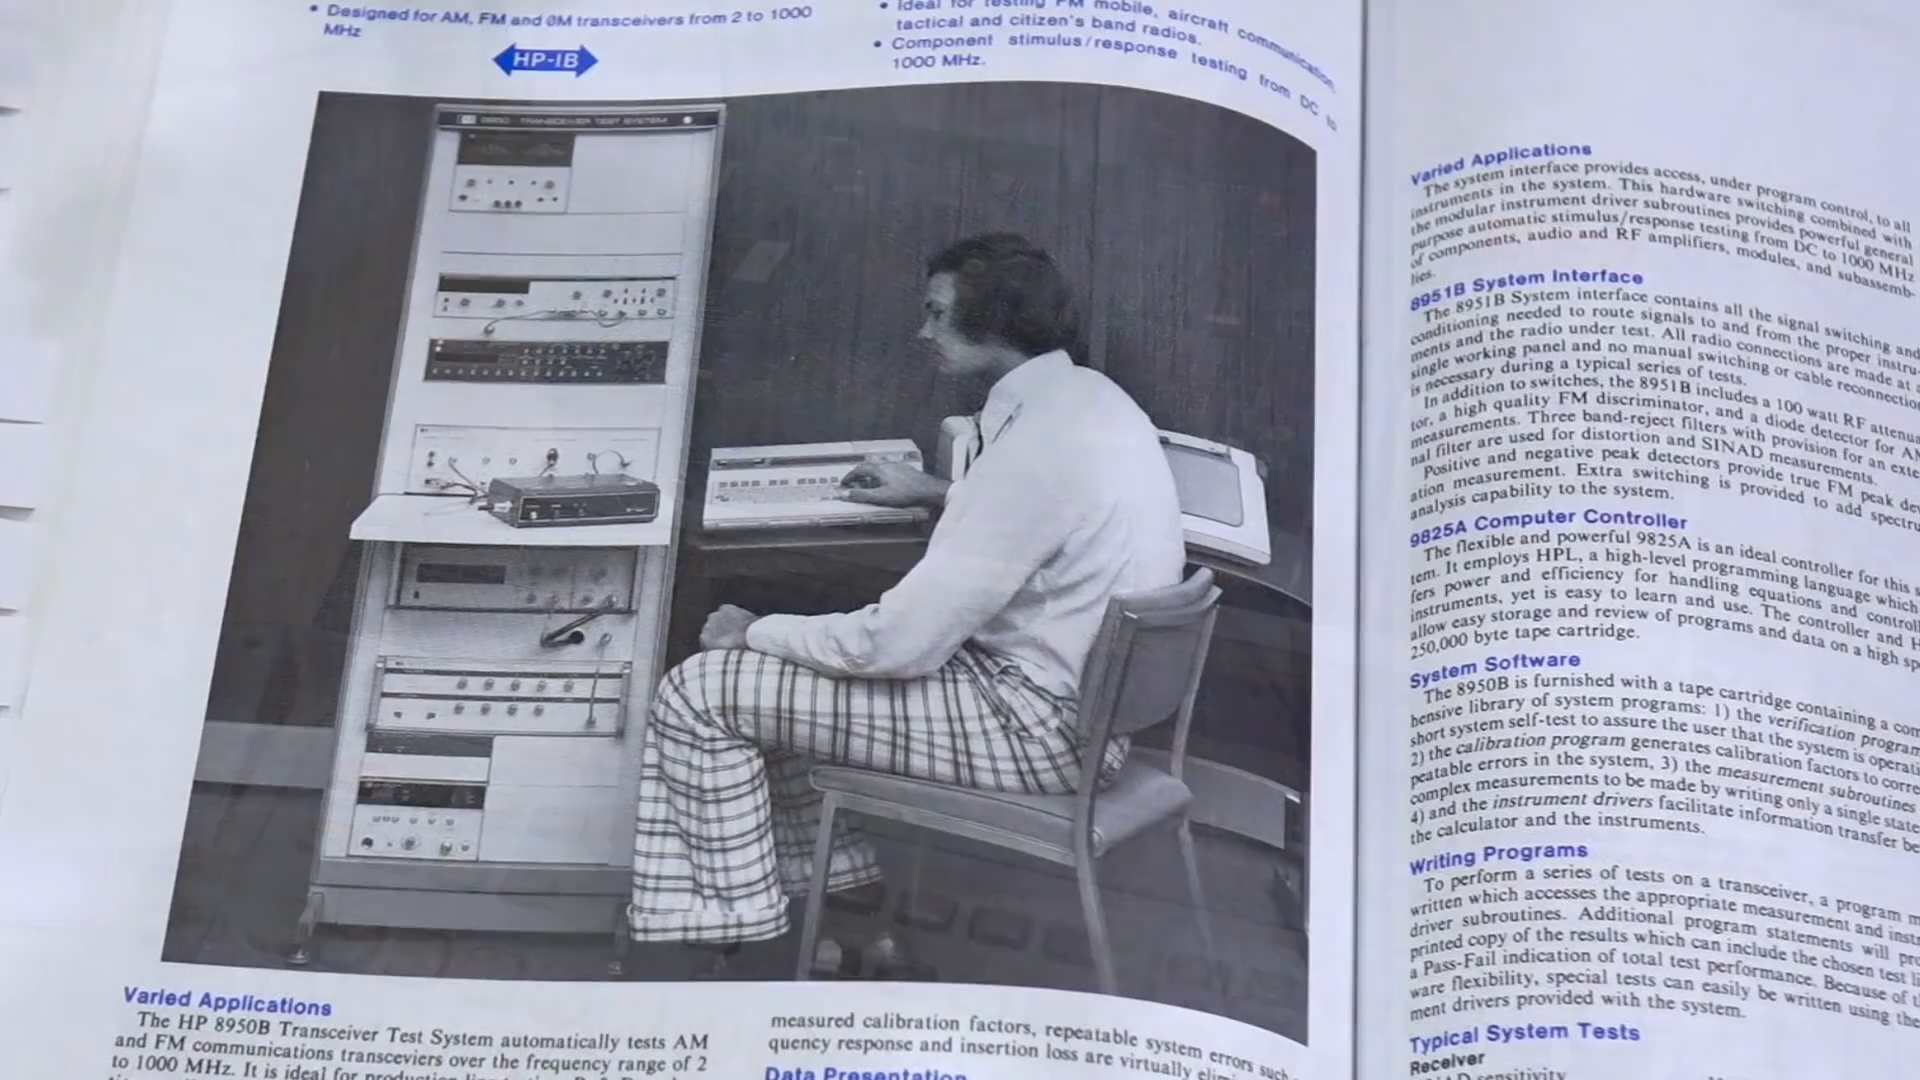 • Designed for AM, FM and ØM transceivers from 2 to 1000
MHz
HP-IB
• Ideal for testing FM mobile, aircraft communication,
tactical and citizen's band radios.
• Component stimulus/response testing from DC to
1000 MHz.
TRANSCEIVER TEST SYSTEM
Varied Applications
The HP 8950B Transceiver Test System automatically tests AM
and FM communications transceviers over the frequency range of 2
to 1000 MHz. It is ideal for
measured calibration factors, repeatable system errors such
quency response and insertion loss are virtually
Data Presentation
Varied Applications
The system interface provides access, under program control, to all
instruments in the system. This hardware switching combined with
the modular instrument driver subroutines provides powerful general
purpose automatic stimulus/response testing from DC to 1000 MHz
of components, audio and RF amplifiers, modules, and subassemb-
lies.
8951B System Interface
The 8951B System interface contains all the signal switching and
conditioning needed to route signals to and from the proper instru-
ments and the radio under test. All radio connections are made at a
single working panel and no manual switching or cable reconnection
is necessary during a typical series of tests.
In addition to switches, the 8951B includes a 100 watt RF attenua
tor, a high quality FM discriminator, and a diode detector for AM
measurements. Three band-reject filters with provision for an exte
nal filter are used for distortion and SINAD measurements.
Positive and negative peak detectors provide true FM peak dev
ation measurement. Extra switching is provided to add spectru
analysis capability to the system.
9825A Computer Controller
The flexible and powerful 9825A is an ideal controller for this s
tem. It employs HPL, a high-level programming language which
fers power and efficiency for handling equations and controll
instruments, yet is easy to learn and use. The controller and H
allow easy storage and review of programs and data on a high sp
250,000 byte tape cartridge.
System Software
The 8950B is furnished with a tape cartridge containing a com
hensive library of system programs: 1) the verification program
short system self-test to assure the user that the system is operati
2) the calibration program generates calibration factors to corre
peatable errors in the system, 3) the measurement subroutines
complex measurements to be made by writing only a single state
4) and the instrument drivers facilitate information transfer be
the calculator and the instruments.
Writing Programs
To perform a series of tests on a transceiver, a program m
written which accesses the appropriate measurement and instr
driver subroutines. Additional program statements will pro
printed copy of the results which can include the chosen test li
a Pass-Fail indication of total test performance. Because of t
ware flexibility, special tests can easily be written using the
ment drivers provided with the system.
Typical System Tests
Receiver
sensitivity